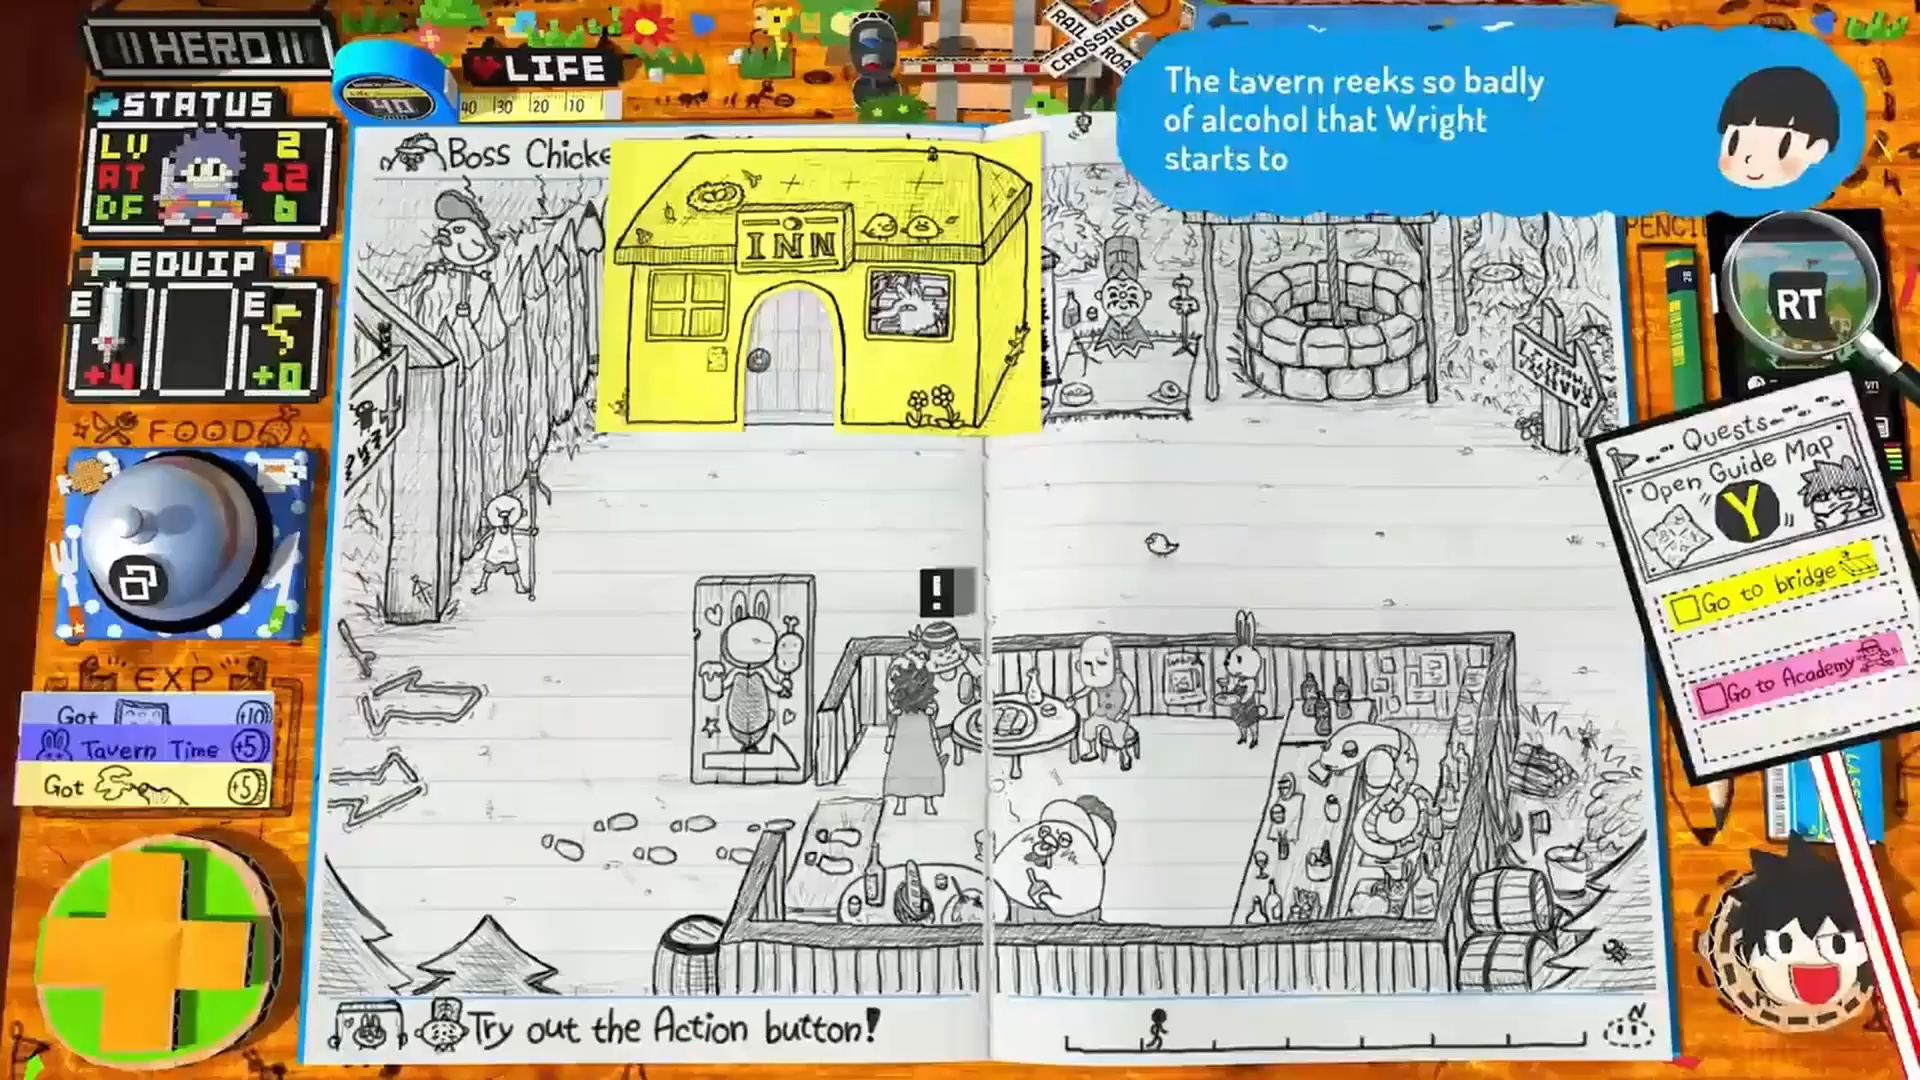 HERO
STATUS
LV 2
AT 12
DF 6
EQUIP
E
E
+4
+0
FOOD
EXP
Got +10
Tavern Time +5
Got +5
LIFE
40 30 20 10
RAIL ROAD
CROSSING
The tavern reeks so badly
of alcohol that Wright
starts to
Boss Chicke
INN
!
PENCIL
RT
Quests
Open Guide Map
Y
Go to bridge
Go to Academy
Try out the Action button!
N